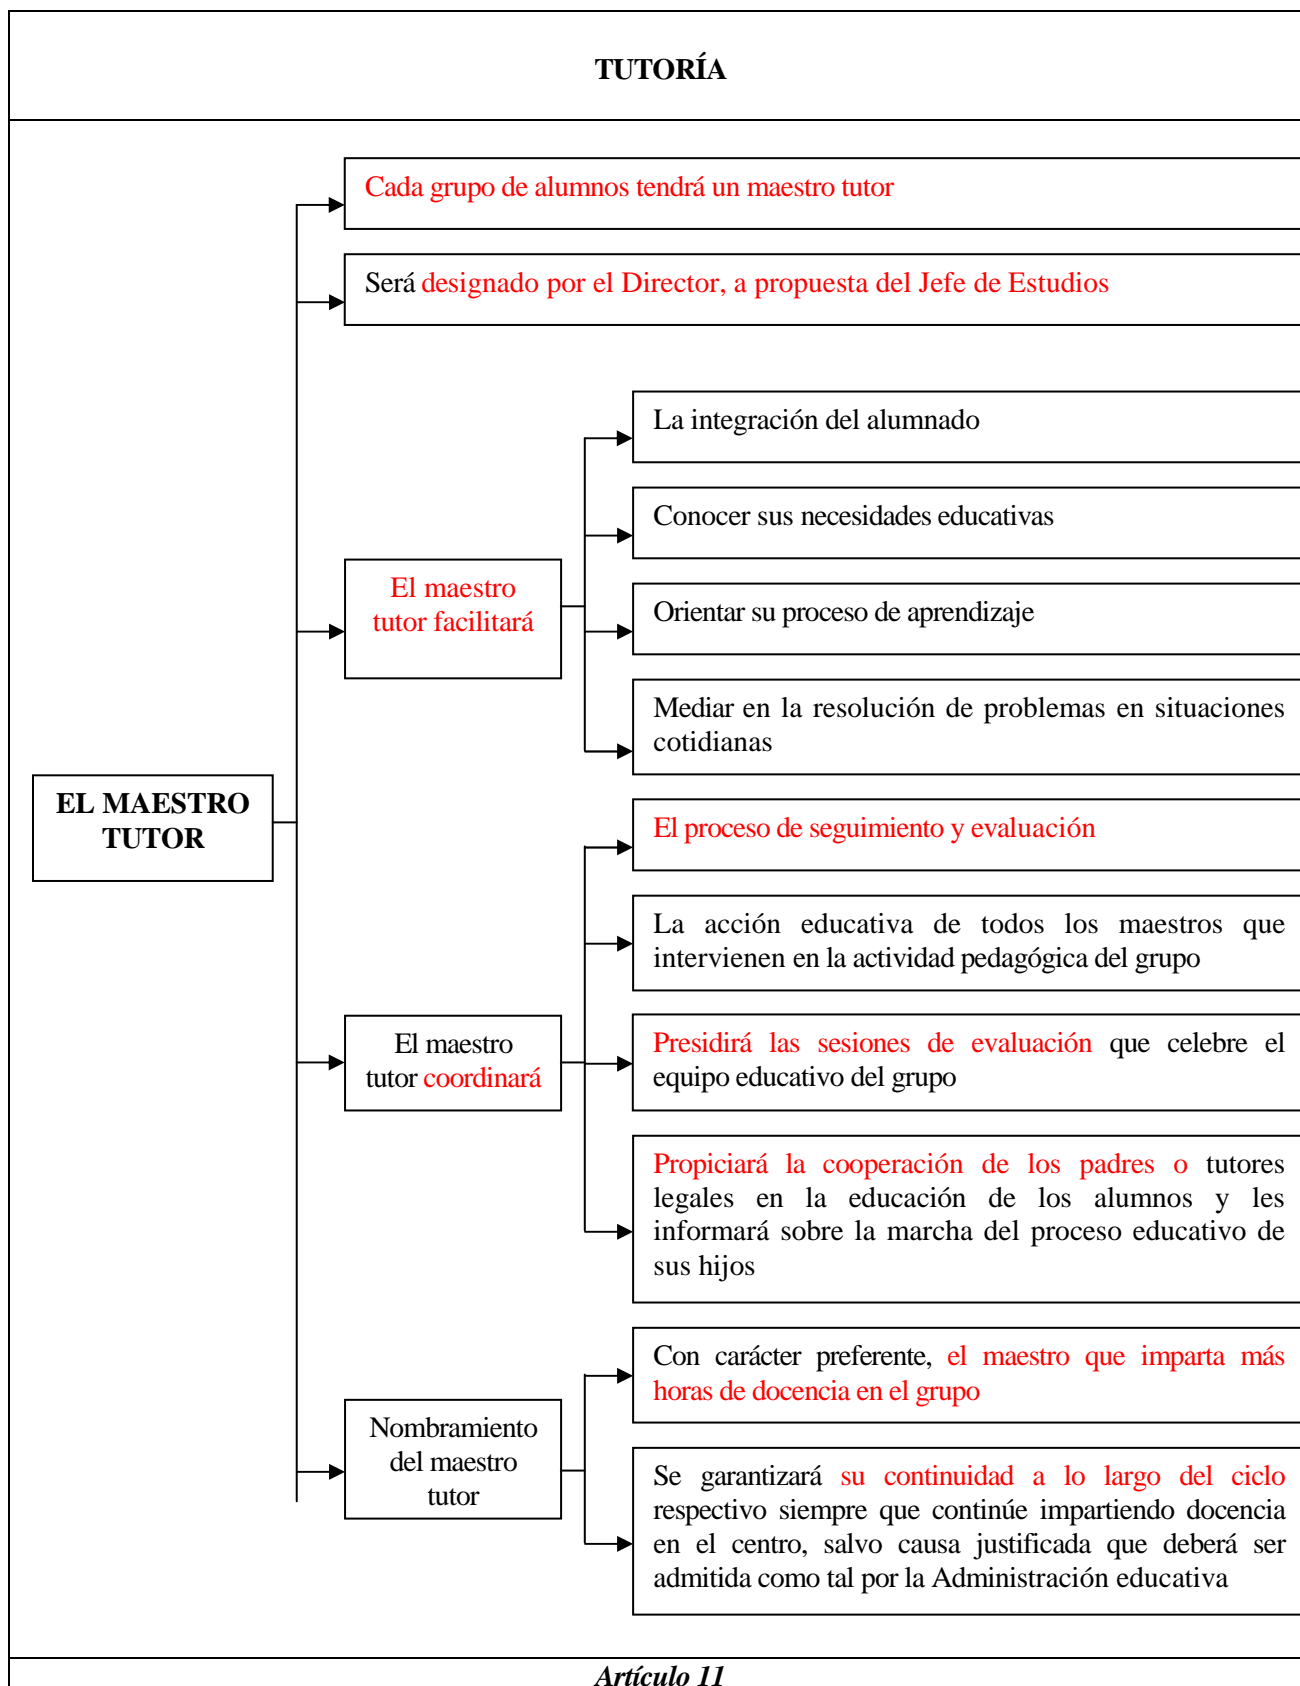 TUTORÍA
Cada grupo de alumnos tendrá un maestro tutor
Será designado por el Director, a propuesta del Jefe de Estudios
La integración del alumnado
Conocer sus necesidades educativas
El maestro
tutor facilitará
Orientar su proceso de aprendizaje
Mediar en la resolución de problemas en situaciones
cotidianas
EL MAESTRO
TUTOR
El proceso de seguimiento y evaluación
La acción educativa de todos los maestros que
intervienen en la actividad pedagógica del grupo
El maestro
tutor coordinará
Presidirá las sesiones de evaluación que celebre el
equipo educativo del grupo
Propiciará la cooperación de los padres o tutores
legales en la educación de los alumnos y les
informará sobre la marcha del proceso educativo de
sus hijos
Nombramiento
del maestro
tutor
Con carácter preferente, el maestro que imparta más
horas de docencia en el grupo
Se garantizará su continuidad a lo largo del ciclo
respectivo siempre que continúe impartiendo docencia
en el centro, salvo causa justificada que deberá ser
admitida como tal por la Administración educativa
Artículo 11